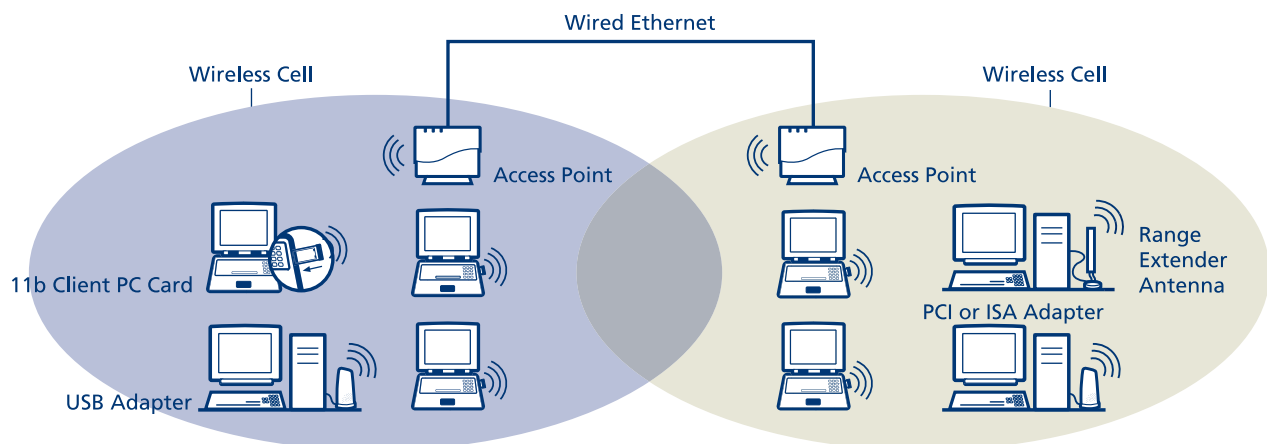 Wired Ethernet
Wireless Cell
Wireless Cell
Access Point
Access Point
11b Client PC Card
Range
Extender
Antenna
PCI or ISA Adapter
USB Adapter